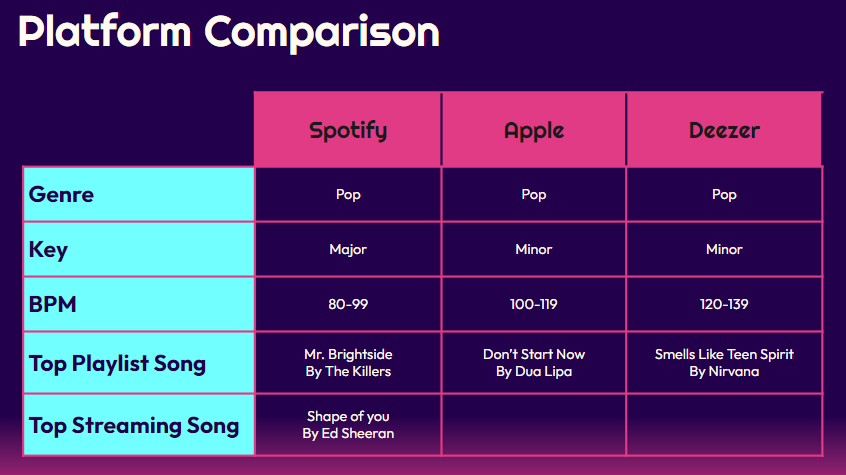 Platform Comparison
Spotify Apple Deezer
Genre Pop Pop Pop
Key Major Minor Minor
BPM 80-99 100-119 120-139
Top Playlist Song Mr. Brightside By The Killers Don't Start Now By Dua Lipa Smells Like Teen Spirit By Nirvana
Top Streaming Song Shape of you By Ed Sheeran